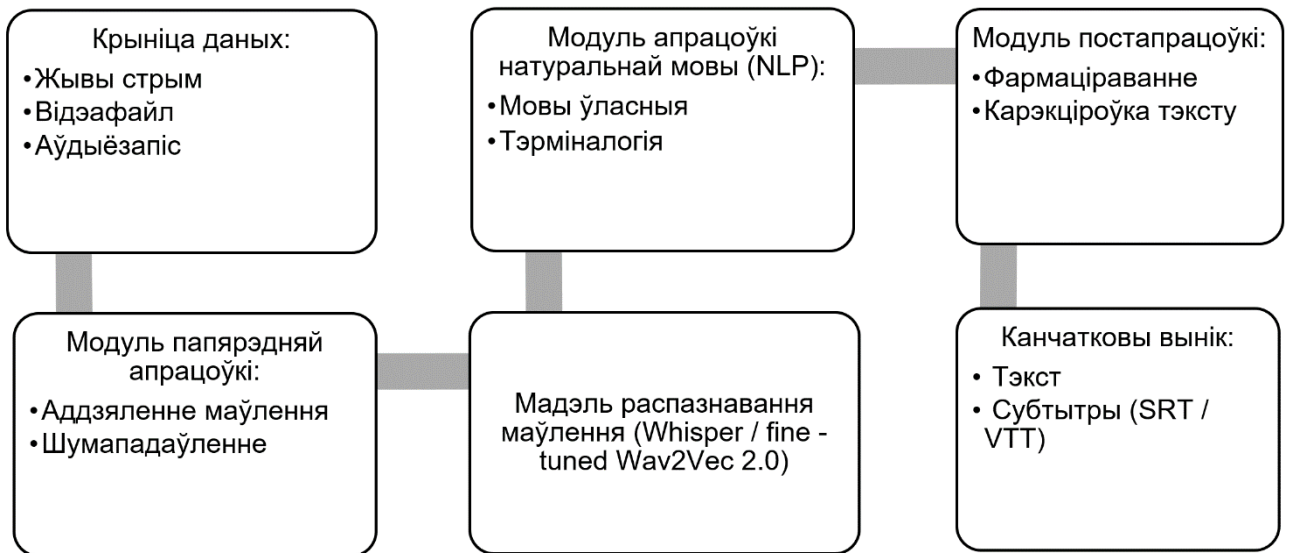 Крыніца даных:
•Жывы стрым
•Відэафайл
•Аўдыёзапіс
Модуль папярэдняй
апрацоўкі:
•Аддзяленне маўлення
•Шумападаўленне
Мадэль распазнавання
маўлення (Whisper / fine -
tuned Wav2Vec 2.0)
Модуль апрацоўкі
натуральнай мовы (NLP):
•Мовы ўласныя
•Тэрміналогія
Модуль постапрацоўкі:
•Фармаціраванне
•Карэкціроўка тэксту
Канчатковы вынік:
• Тэкст
• Субтытры (SRT /
VTT)